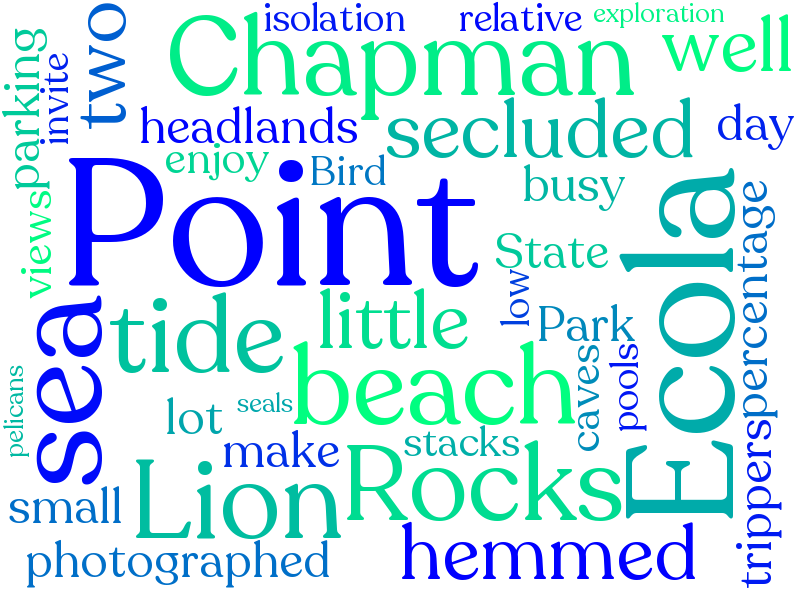 isolation
relative
exploration
Chapman
well
two
parking
invite
headlands
secluded
day
enjoy
Bird
busy
Point
views
State
Ecola
percentage
low
sea
tide
little
Park
beach
caves
pools
pelicans
lot
seals
make
stacks
trippers
Lion
Rocks
small
photographed
hemmed